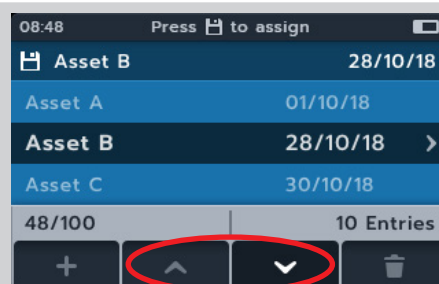 08:48 Press to assign
Asset B 28/10/18
Asset A 01/10/18
Asset B 28/10/18
Asset C 30/10/18
48/100 10 Entries